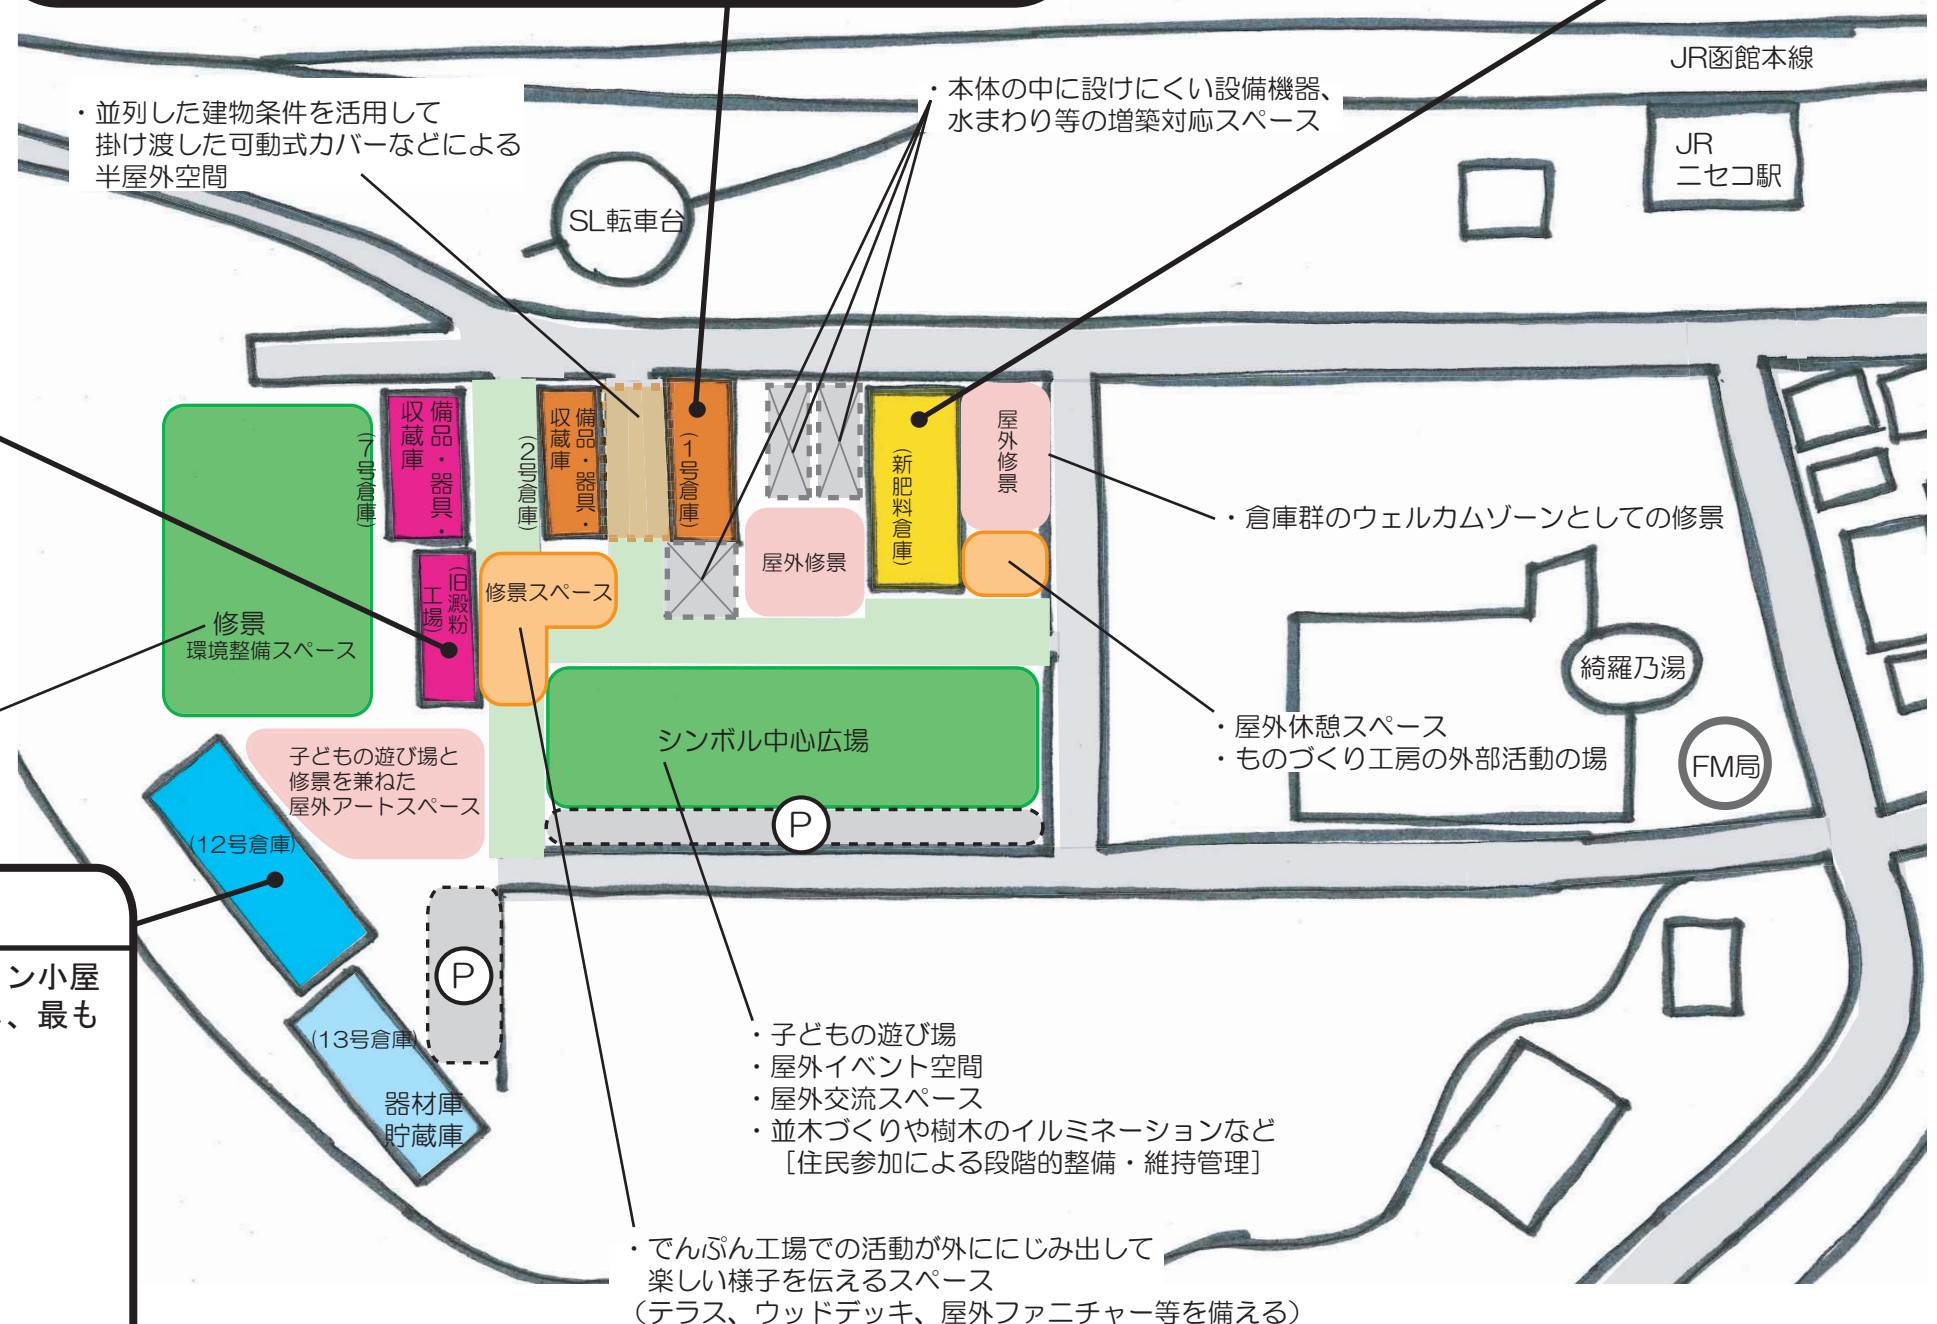 JR函館本線
・並列した建物条件を活用して
掛け渡した可動式カバーなどによる
半屋外空間
・本体の中に設けにくい設備機器、
水まわり等の増築対応スペース
JR
ニセコ駅
SL転車台
備品・器具・
収蔵庫
(7号倉庫)
備品・器具・
収蔵庫
(2号倉庫)
(1号倉庫)
(新肥料倉庫)
屋外修景
・倉庫群のウェルカムゾーンとしての修景
(旧澱粉
工場)
修景スペース
屋外修景
修景
環境整備スペース
綺羅乃湯
シンボル中心広場
・屋外休憩スペース
・ものづくり工房の外部活動の場
FM局
子どもの遊び場と
修景を兼ねた
屋外アートスペース
P
(12号倉庫)
P
ン小屋
、最も
(13号倉庫)
器材庫
貯蔵庫
・子どもの遊び場
・屋外イベント空間
・屋外交流スペース
・並木づくりや樹木のイルミネーションなど
［住民参加による段階的整備・維持管理］
・でんぷん工場での活動が外ににじみ出して
楽しい様子を伝えるスペース
（テラス、ウッドデッキ、屋外ファニチャー等を備える）